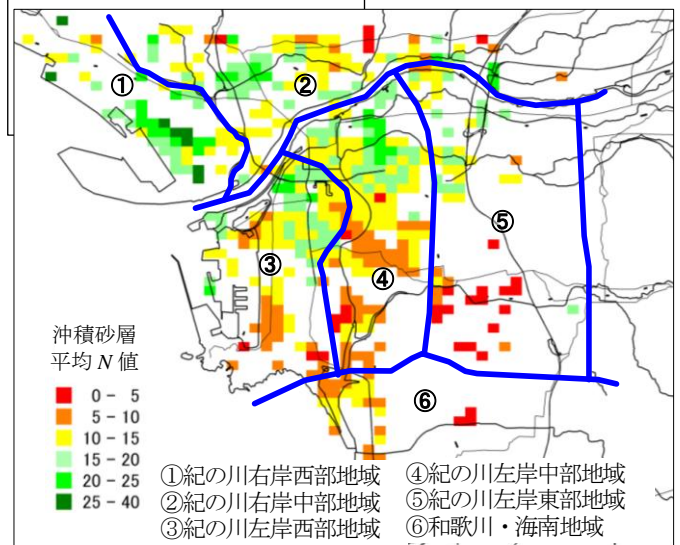 ①
②
③
④
⑤
⑥
沖積砂層
平均 N 値
0 - 5
5 - 10
10 - 15
15 - 20
20 - 25
25 - 40
①紀の川右岸西部地域
②紀の川右岸中部地域
③紀の川左岸西部地域
④紀の川左岸中部地域
⑤紀の川左岸東部地域
⑥和歌川・海南地域